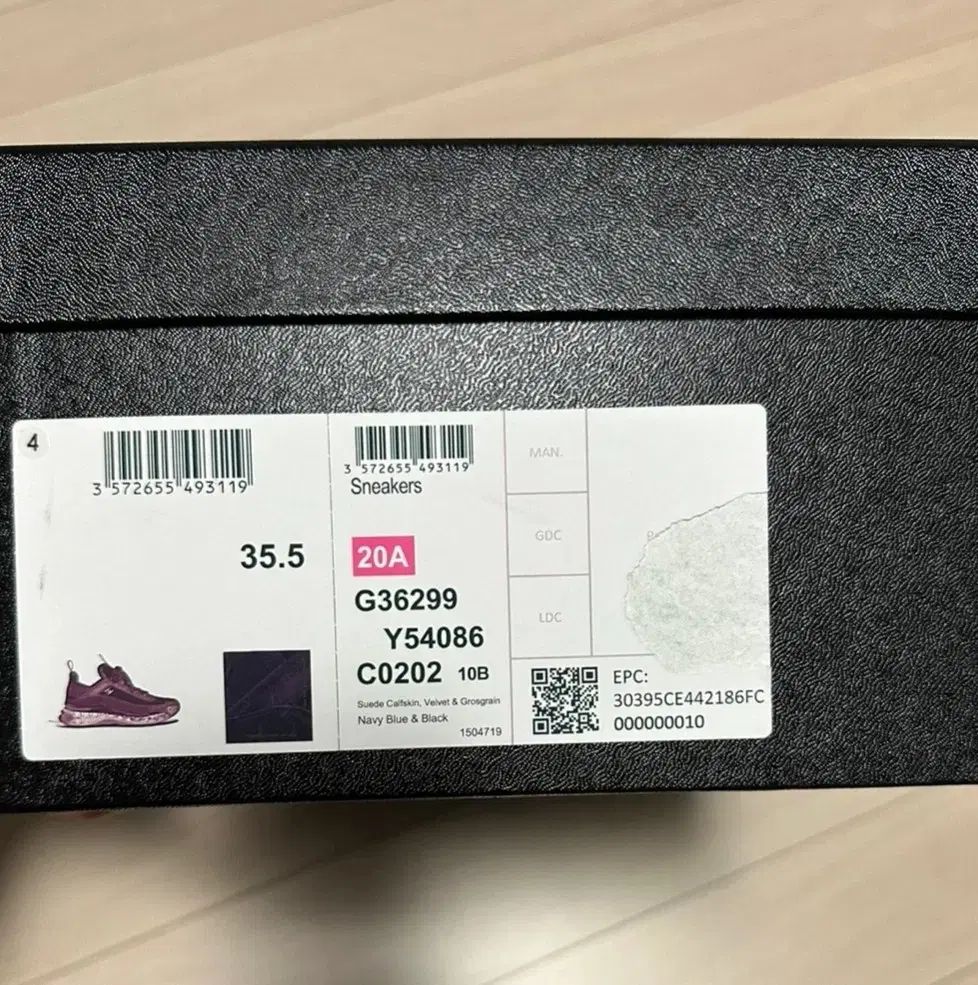 4
3 572655 493119
35.5
3 572655 493119
Sneakers
20A
G36299
Y54086
C0202 10B
Suede Calfskin, Velvet & Grosgrain
Navy Blue & Black
1504719
MAN.
GDC
LDC
EPC:
30395CE442186FC
000000010